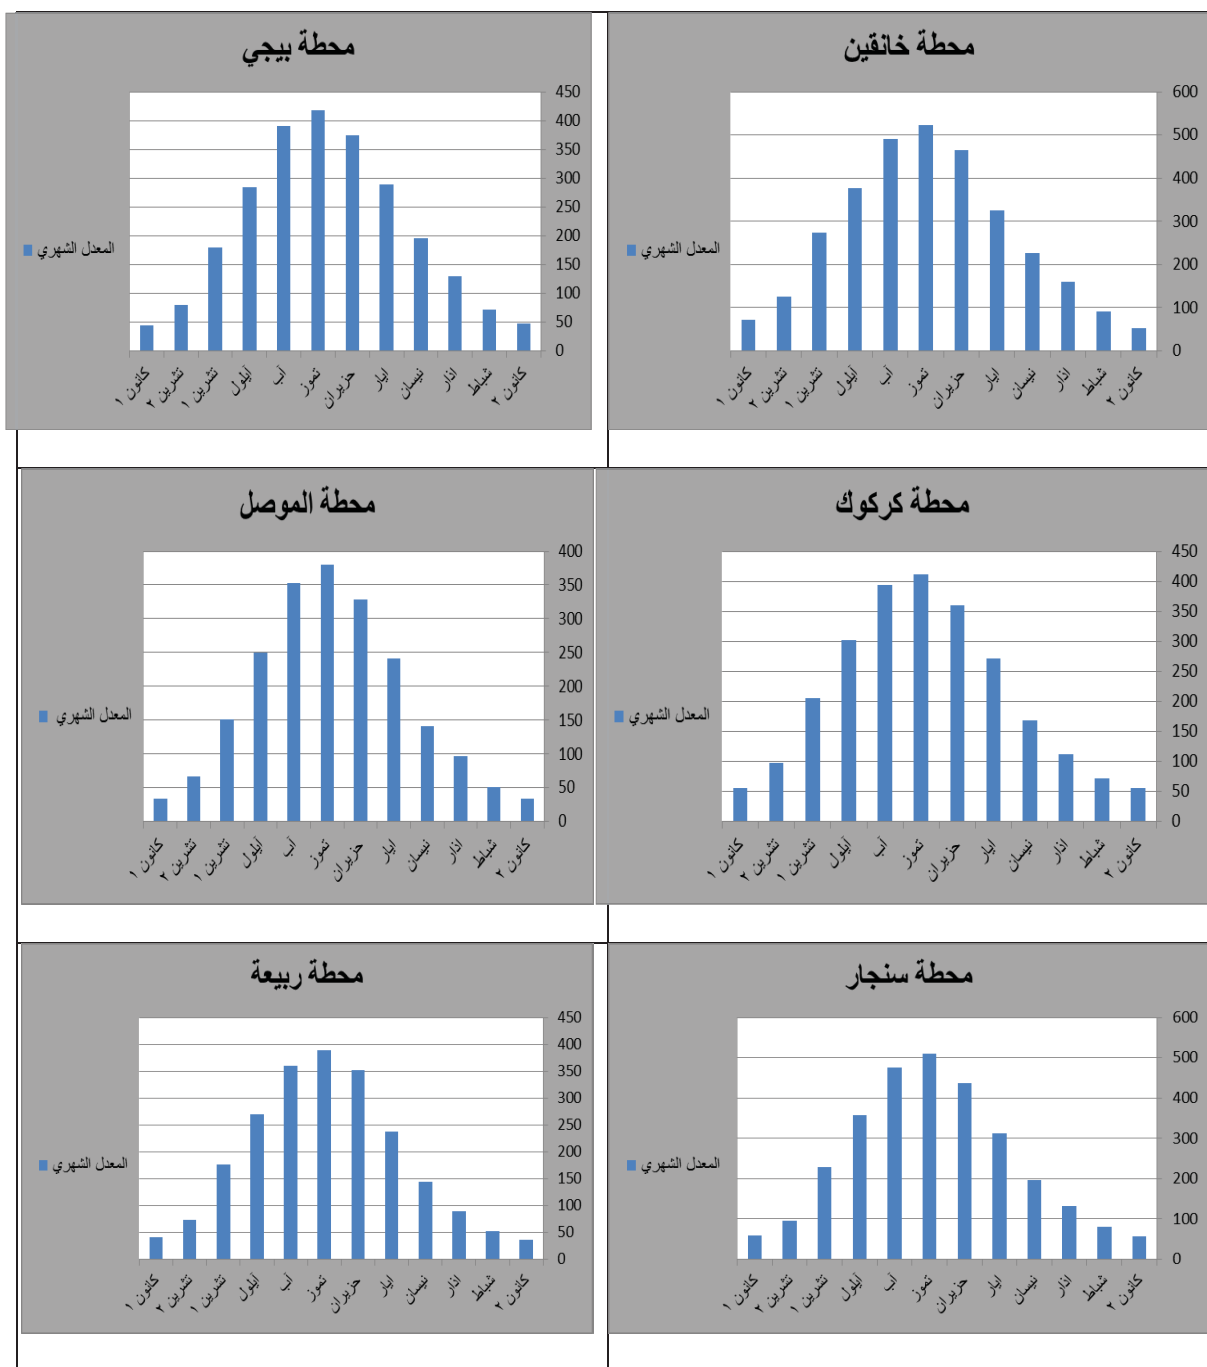 محطة خانقين
600
500
400
300
200
100
0
المعدل الشهري
كانون ٢
شباط
اذار
نيسان
ايار
حزيران
تموز
آب
أيلول
تشرين ١
تشرين ٢
كانون ١
محطة بيجي
450
400
350
300
250
200
150
100
50
0
المعدل الشهري
كانون ٢
شباط
اذار
نيسان
ايار
حزيران
تموز
آب
أيلول
تشرين ١
تشرين ٢
كانون ١
محطة كركوك
450
400
350
300
250
200
150
100
50
0
المعدل الشهري
كانون ٢
شباط
اذار
نيسان
ايار
حزيران
تموز
آب
أيلول
تشرين ١
تشرين ٢
كانون ١
محطة الموصل
400
350
300
250
200
150
100
50
0
المعدل الشهري
كانون ٢
شباط
اذار
نيسان
ايار
حزيران
تموز
آب
أيلول
تشرين ١
تشرين ٢
كانون ١
محطة سنجار
600
500
400
300
200
100
0
المعدل الشهري
كانون ٢
شباط
اذار
نيسان
ايار
حزيران
تموز
آب
أيلول
تشرين ١
تشرين ٢
كانون ١
محطة ربيعة
450
400
350
300
250
200
150
100
50
0
المعدل الشهري
كانون ٢
شباط
اذار
نيسان
ايار
حزيران
تموز
آب
أيلول
تشرين ١
تشرين ٢
كانون ١